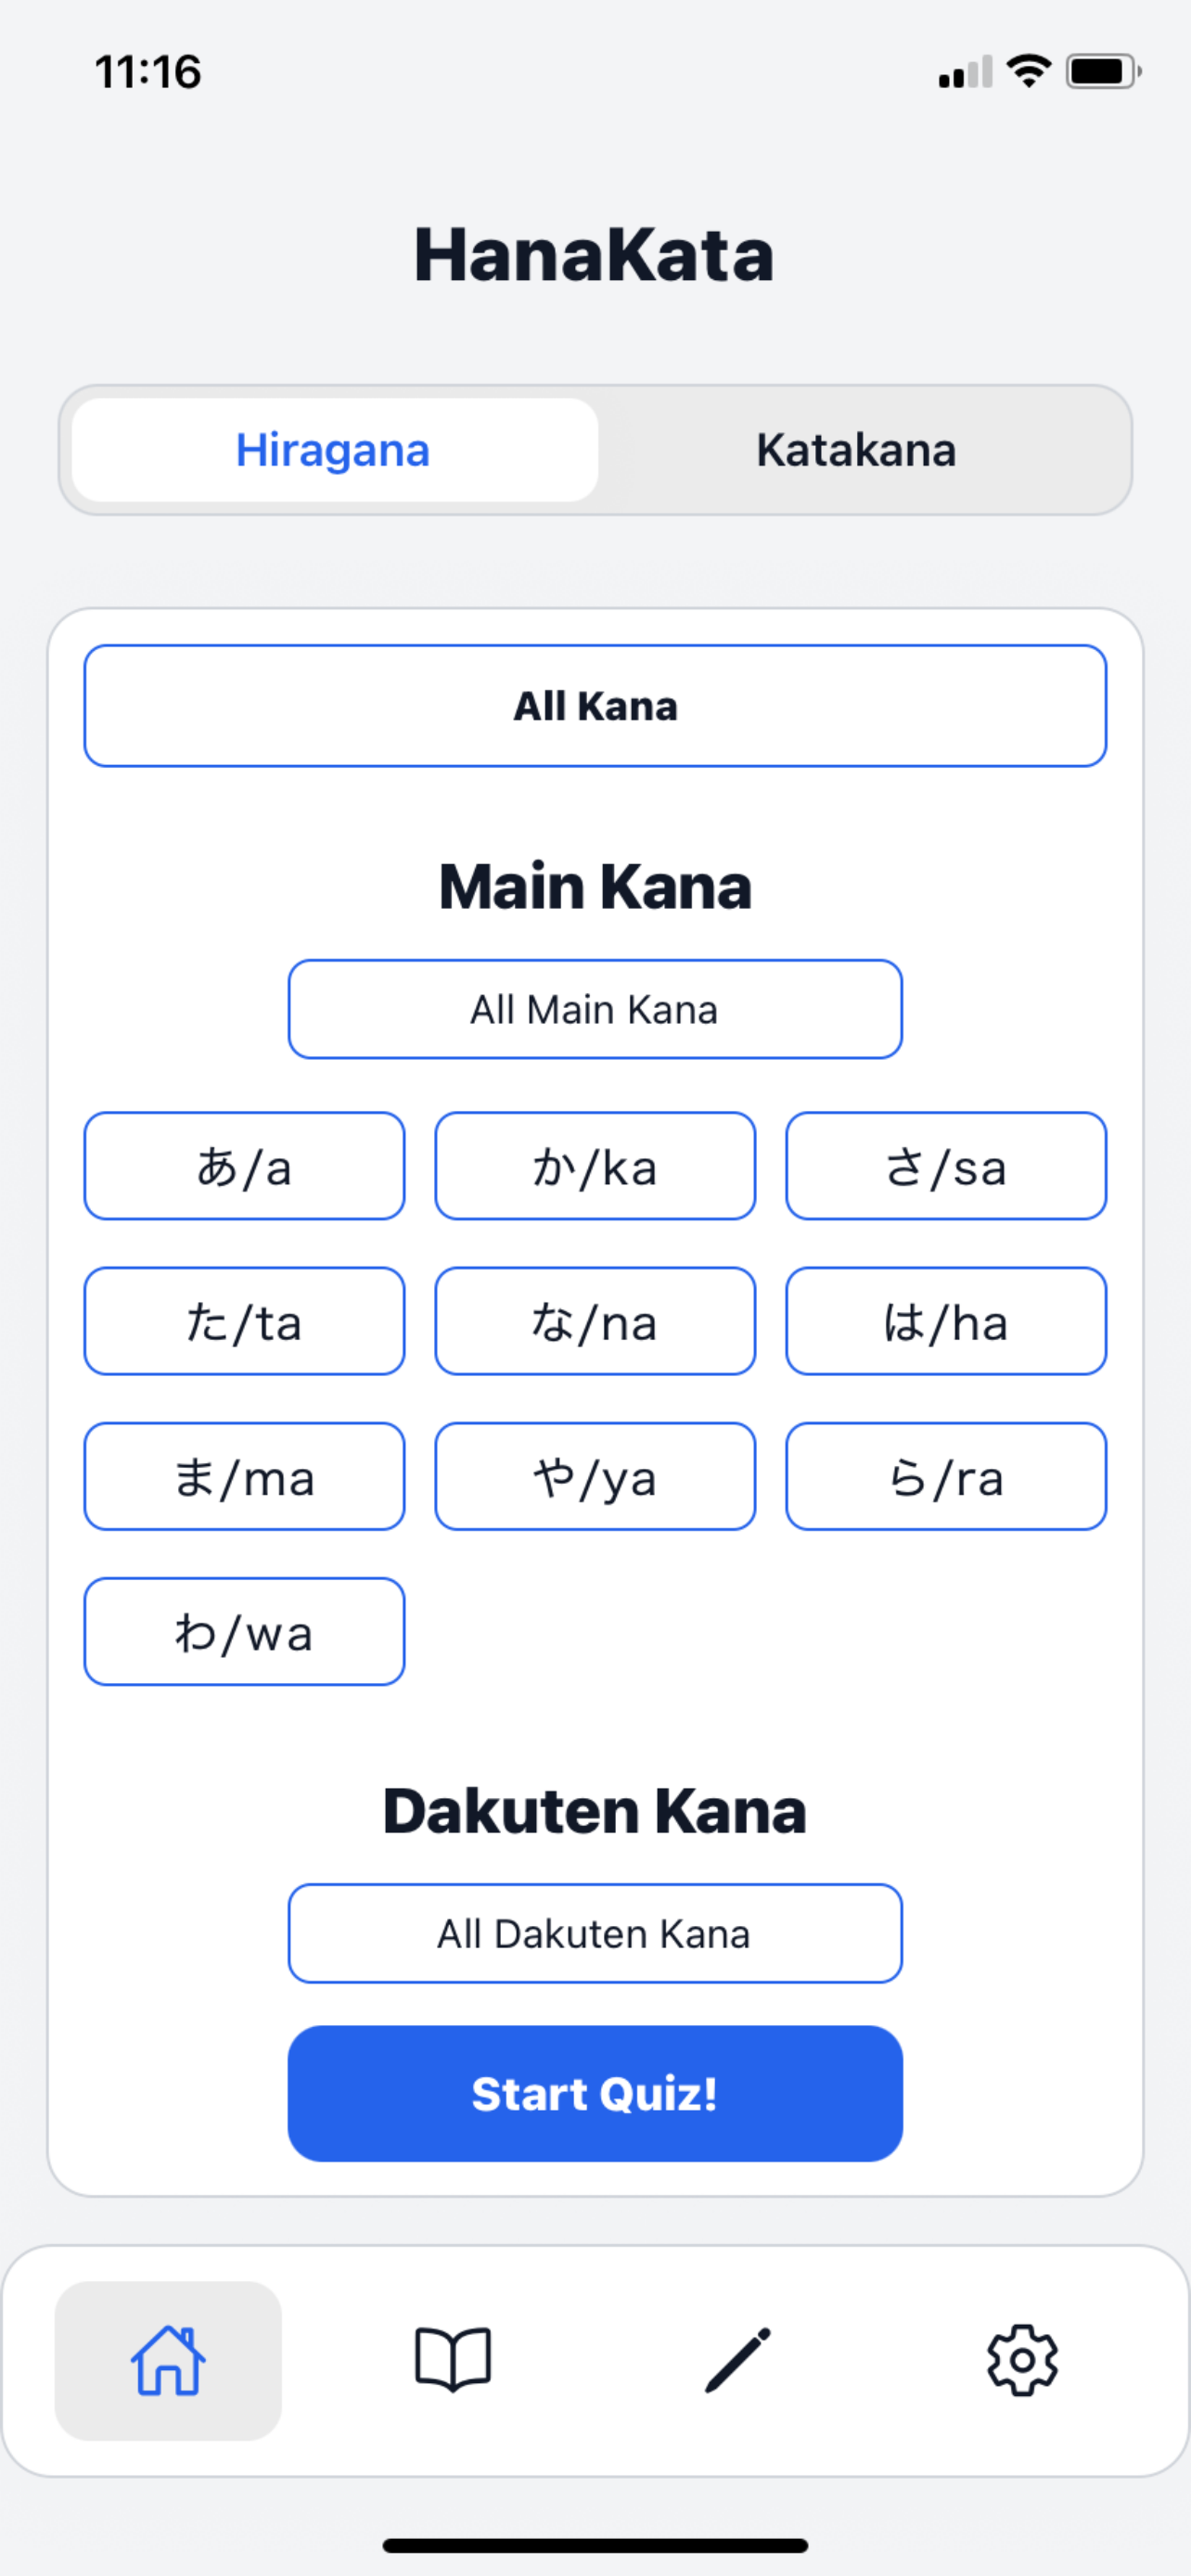 11:16
HanaKata
Hiragana Katakana
All Kana
Main Kana
All Main Kana
あ/a か/ka さ/sa
た/ta な/na は/ha
ま/ma や/ya ら/ra
わ/wa
Dakuten Kana
All Dakuten Kana
Start Quiz!